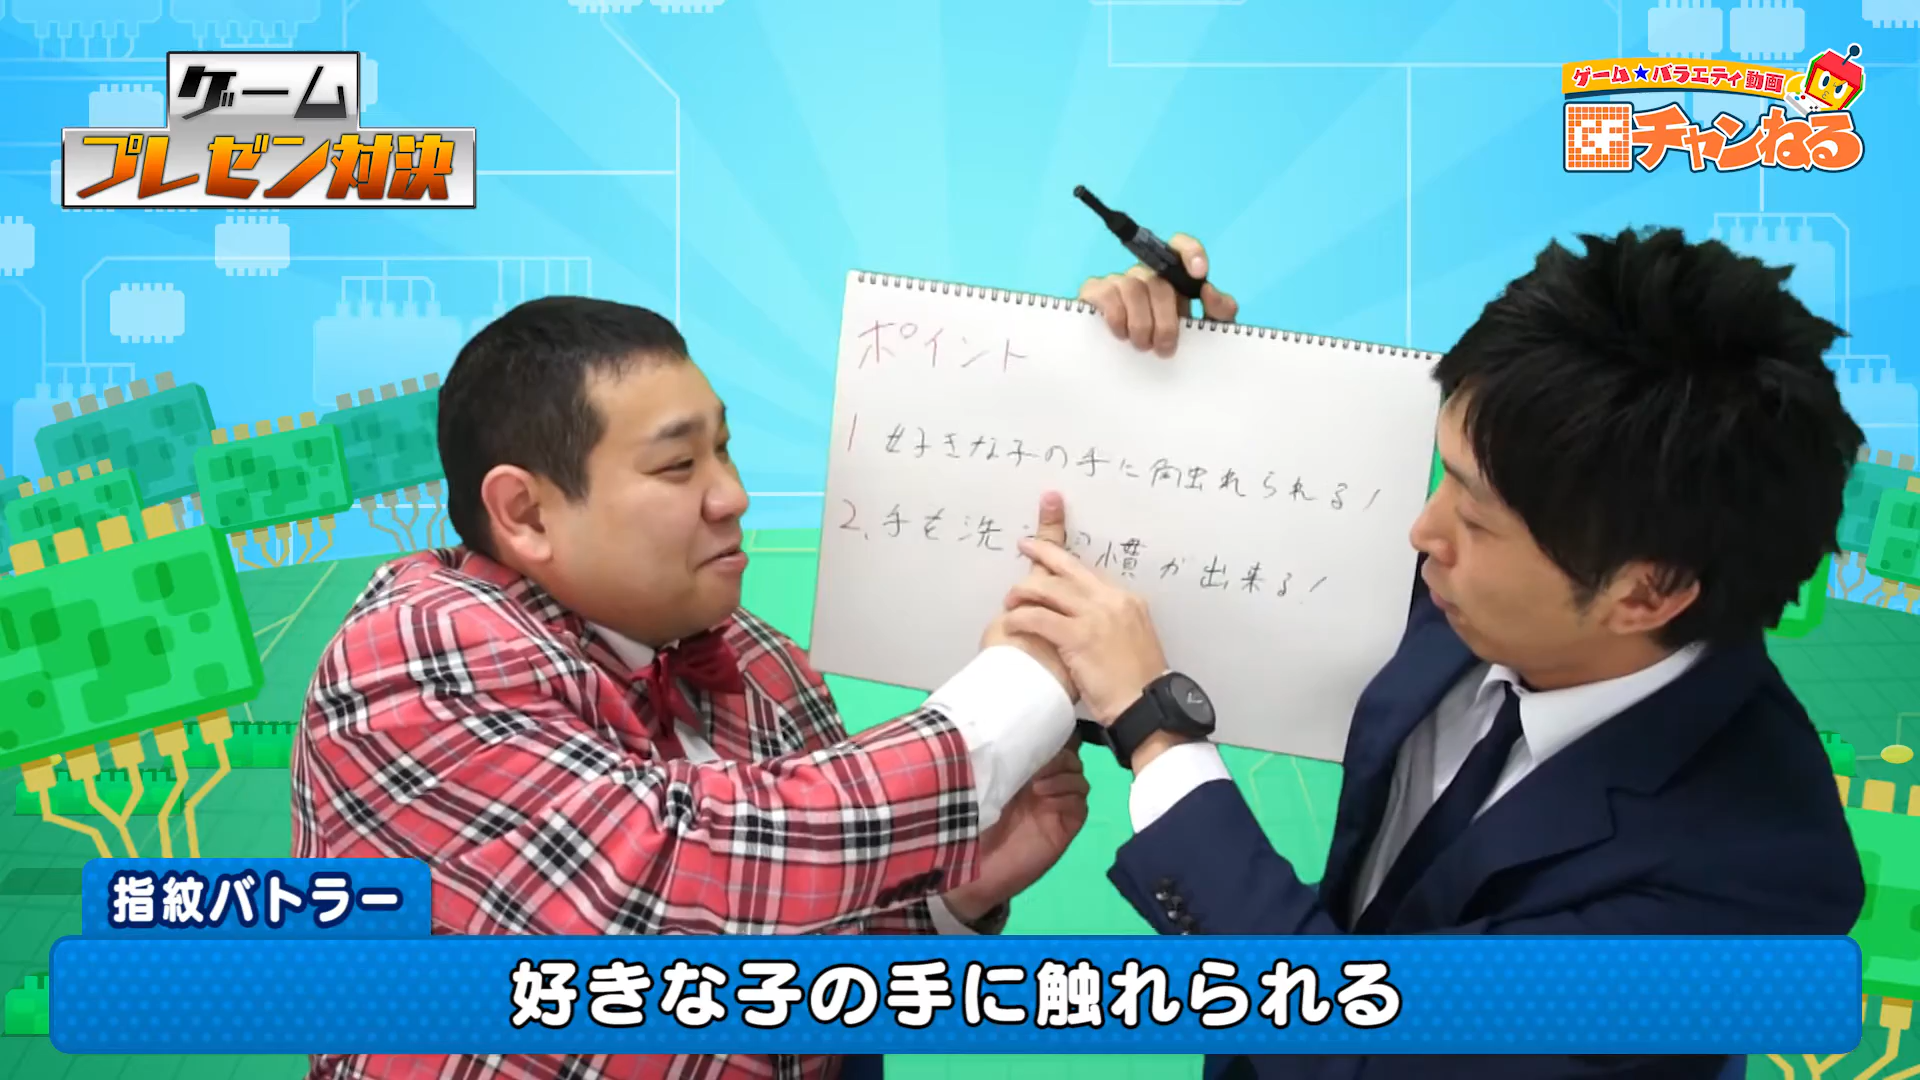 ゲーム
プレゼン対決
ゲーム★バラエティ動画
チャンねる
ポイント
1 好きな子の手に触れられる!
2. 手を洗う習慣が出来る!
指紋バトラー
好きな子の手に触れられる